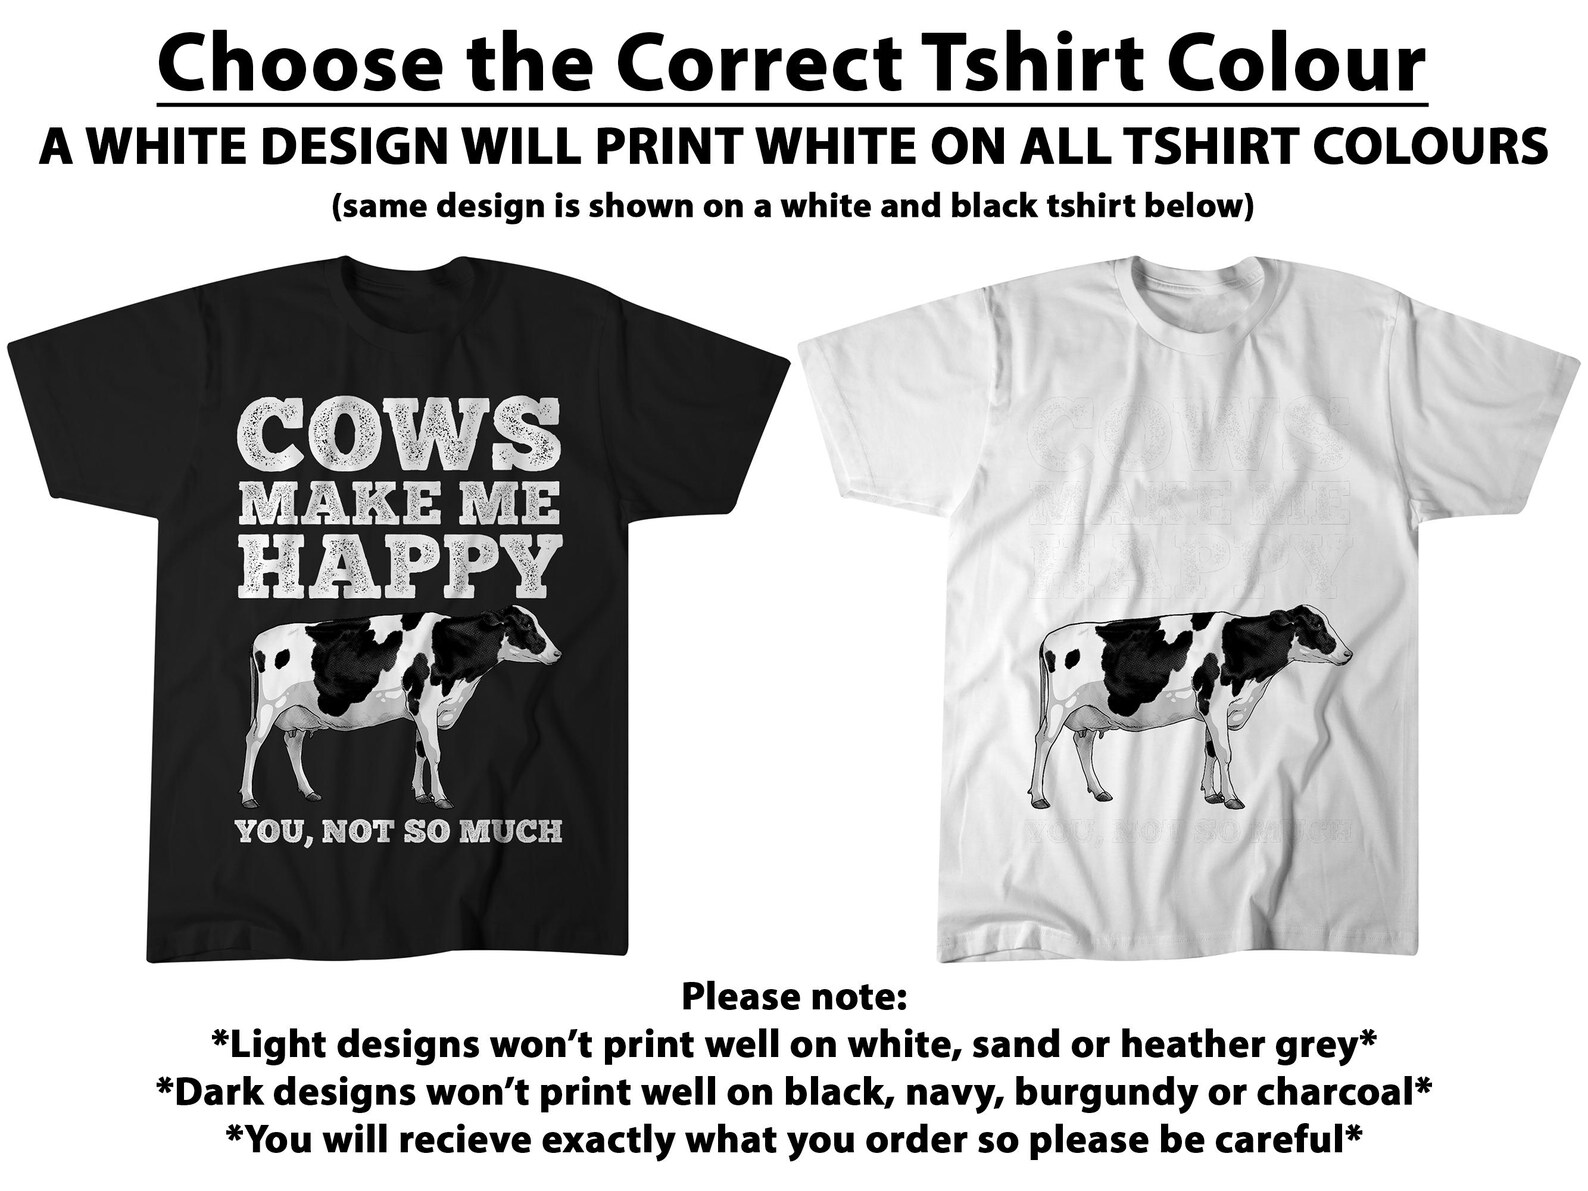 Choose the Correct Tshirt Colour
A WHITE DESIGN WILL PRINT WHITE ON ALL TSHIRT COLOURS
(same design is shown on a white and black tshirt below)
COWS
MAKE ME
HAPPY
YOU, NOT SO MUCH
COWS
MAKE ME
HAPPY
YOU, NOT SO MUCH
Please note:
*Light designs won't print well on white, sand or heather grey*
*Dark designs won't print well on black, navy, burgundy or charcoal*
*You will recieve exactly what you order so please be careful*